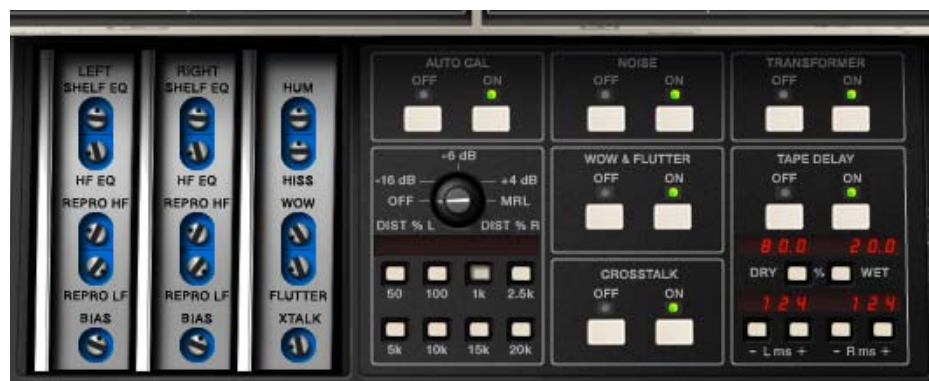 LEFT
SHELF EQ
HF EQ
REPRO HF
REPRO LF
BIAS
RIGHT
SHELF EQ
HF EQ
REPRO HF
REPRO LF
BIAS
HUM
HISS
WOW
FLUTTER
XTALK
AUTO CAL
OFF ON
-6 dB
-16 dB +4 dB
OFF MRL
DIST % L DIST % R
50 100 1k 2.5k
5k 10k 15k 20k
NOISE
OFF ON
WOW & FLUTTER
OFF ON
CROSSTALK
OFF ON
TRANSFORMER
OFF ON
TAPE DELAY
OFF ON
80.0 20.0
DRY % WET
124 124
- L ms + - R ms +